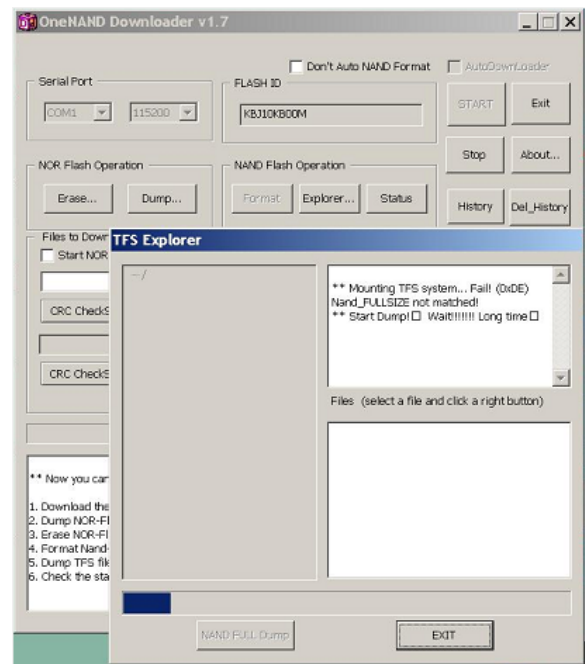 OneNAND Downloader v1.7
Don't Auto NAND Format
AutoDownLoader
Serial Port
COM1
115200
FLASH ID
KBJ10KB00M
START
Exit
NOR Flash Operation
Erase...
Dump...
NAND Flash Operation
Format
Explorer...
Status
Stop
About...
History
Del_History
Files to Down
Start NOR
CRC CheckS
CRC CheckS
** Now you can
1. Download the
2. Dump NOR-Fl
3. Erase NOR-Fl
4. Format Nand-
5. Dump TFS file
6. Check the sta
TFS Explorer
~/
** Mounting TFS system... Fail! (0xDE)
Nand_FULLSIZE not matched!
** Start Dump!□ Wait!!!!!!! Long time□
Files (select a file and click a right button)
NAND FULL Dump
EXIT